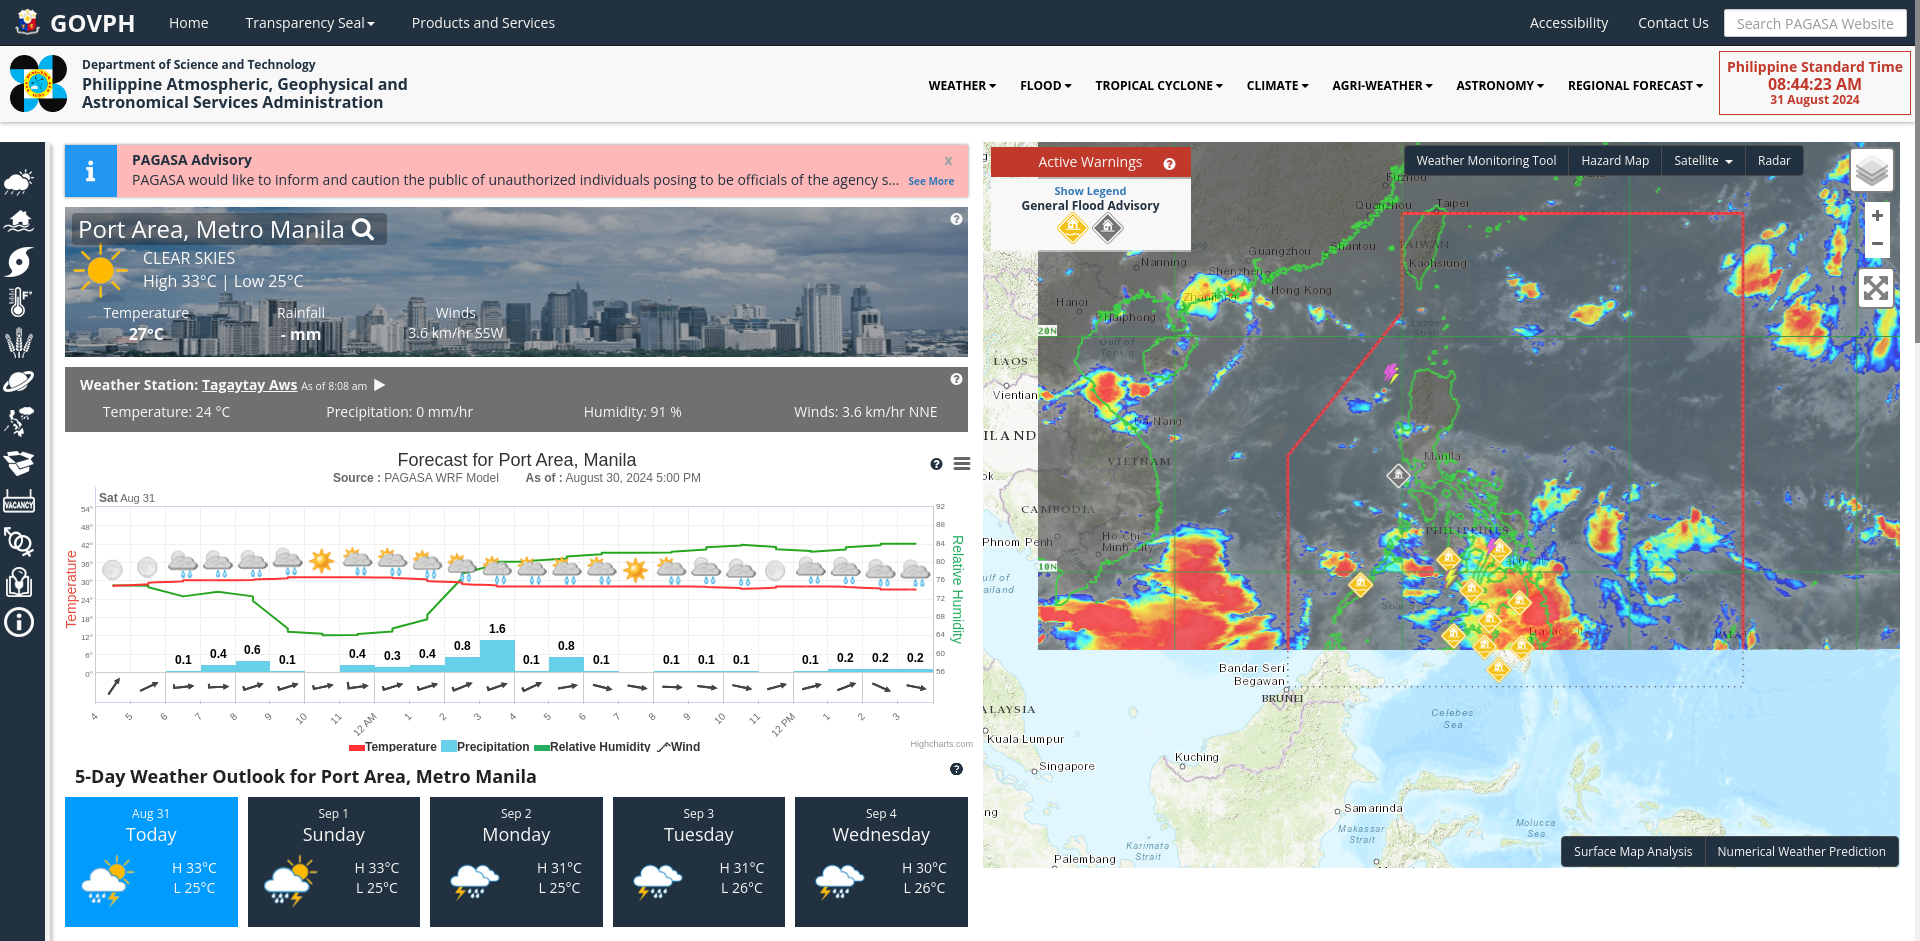 GOVPH
Home
Transparency Seal
Products and Services
Accessibility
Contact Us
Search PAGASA Website
Department of Science and Technology
Philippine Atmospheric, Geophysical and
Astronomical Services Administration
WEATHER
FLOOD
TROPICAL CYCLONE
CLIMATE
AGRI-WEATHER
ASTRONOMY
REGIONAL FORECAST
Philippine Standard Time
08:44:23 AM
31 August 2024
PAGASA Advisory
x
PAGASA would like to inform and caution the public of unauthorized individuals posing to be officials of the agency s... See More
Port Area, Metro Manila
CLEAR SKIES
High 33°C | Low 25°C
Temperature
Rainfall
Winds
27°C
- mm
3.6 km/hr SSW
Weather Station: Tagaytay Aws As of 8:08 am
Temperature: 24 °C
Precipitation: 0 mm/hr
Humidity: 91 %
Winds: 3.6 km/hr NNE
Forecast for Port Area, Manila
Source : PAGASA WRF Model As of : August 30, 2024 5:00 PM
Sat Aug 31
54°
48°
42°
36°
30°
24°
18°
12°
6°
0°
Temperature
92
88
84
80
76
72
68
64
60
56
Relative Humidity
0.1
0.4
0.6
0.1
0.4
0.3
0.4
0.8
1.6
0.1
0.8
0.1
0.1
0.1
0.1
0.1
0.2
0.2
0.2
4
5
6
7
8
9
10
11
12 AM
1
2
3
4
5
6
7
8
9
10
11
12 PM
1
2
3
Temperature
Precipitation
Relative Humidity
Wind
Highcharts.com
5-Day Weather Outlook for Port Area, Metro Manila
Aug 31
Today
H 33°C
L 25°C
Sep 1
Sunday
H 33°C
L 25°C
Sep 2
Monday
H 31°C
L 25°C
Sep 3
Tuesday
H 31°C
L 26°C
Sep 4
Wednesday
H 30°C
L 26°C
VACANCY
Active Warnings
Show Legend
General Flood Advisory
Weather Monitoring Tool
Hazard Map
Satellite
Radar
+
−
Fuzhou
Quanzhou
Taipei
TAIWAN
Kaohsiung
Shantou
Guangzhou
Nanning
Shenzhen
Hong Kong
Zhanjiang
Hanoi
Haiphong
20N
Gulf of
Tonkin
Luzon
Strait
LAOS
Vientian
Da Nang
ILAND
VIETNAM
Manila
ok
CAMBODIA
PHILIPPINES
Ho Chi
Minh City
Phnom Penh
10N
ulf of
ailand
Cebu City
Sulu
Davao City
PALAU
Bandar Seri
Begawan
BRUNEI
ALAYSIA
Kuala Lumpur
Celebes
Sea
Kuching
Singapore
Samarinda
ng
Makassar
Strait
Molucca
Sea
Karimata
Strait
Palembang
Surface Map Analysis
Numerical Weather Prediction